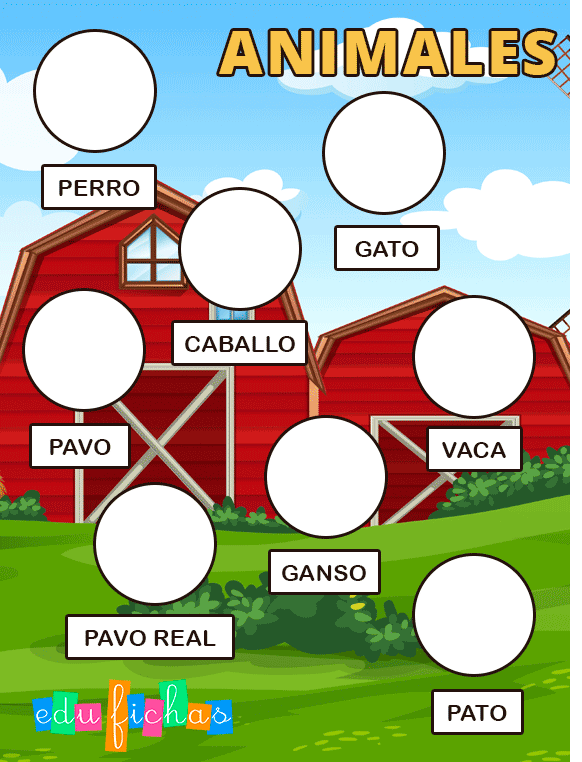 ANIMALES
PERRO
GATO
CABALLO
PAVO
VACA
GANSO
PAVO REAL
PATO
edufichas